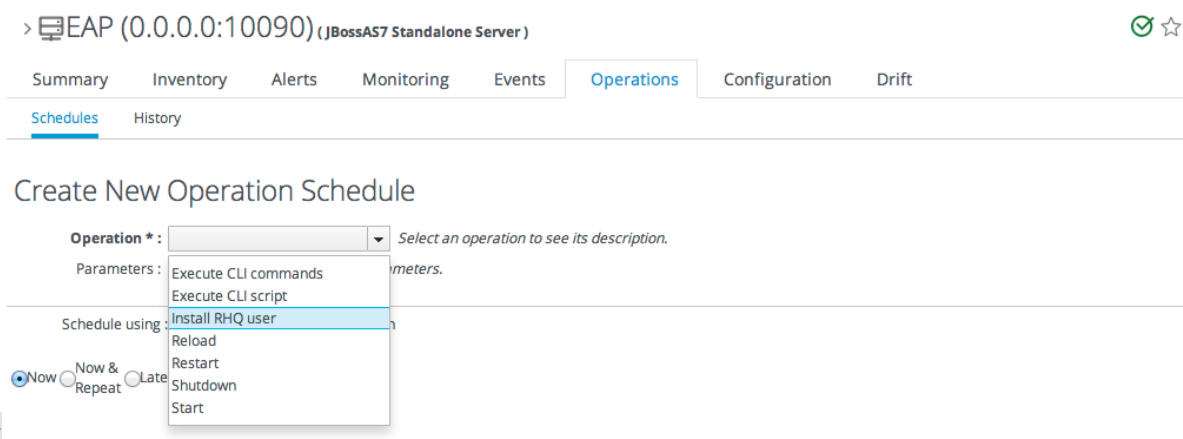 EAP (0.0.0.0:10090) ( JBossAS7 Standalone Server )
Summary Inventory Alerts Monitoring Events Operations Configuration Drift
Schedules History
Create New Operation Schedule
Operation * : Select an operation to see its description.
Parameters :
Execute CLI commands
Execute CLI script
Schedule using :
Install RHQ user
Reload
Restart
Now Now & Repeat
Shutdown
Start